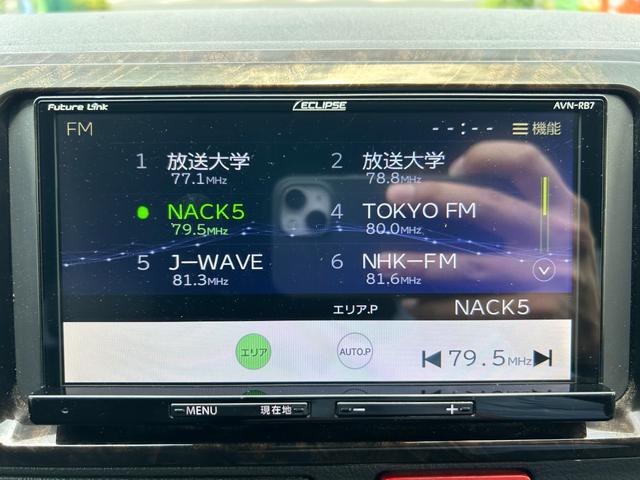 Future Link ECLIPSE AVN-RB7
FM --:-- 機能
1 放送大学 2 放送大学
77.1MHz 78.8MHz
NACK5 4 TOKYO FM
79.5MHz 80.0MHz
5 J-WAVE 6 NHK-FM
81.3MHz 81.6MHz
エリア.P NACK5
エリア AUTO.P 79.5MHz
MENU 現在地 - +